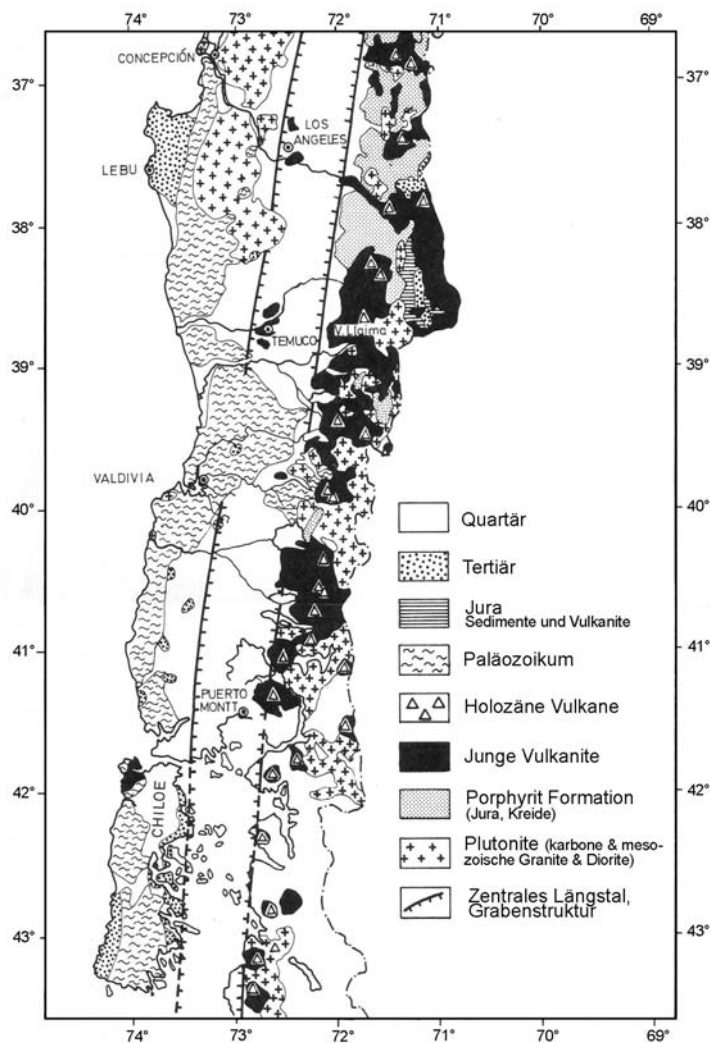 74° 73° 72° 71° 70° 69°
37° 37°
38° 38°
39° 39°
40° 40°
41° 41°
42° 42°
43° 43°
74° 73° 72° 71° 70° 69°
CONCEPCIÓN
LOS
ANGELES
LEBU
V. Llaima
TEMUCO
VALDIVIA
PUERTO
MONTT
CHILOE
Quartär
Tertiär
Jura
Sedimente und Vulkanite
Paläozoikum
Holozäne Vulkane
Junge Vulkanite
Porphyrit Formation
(Jura, Kreide)
Plutonite (karbone & meso-
zoische Granite & Diorite)
Zentrales Längstal,
Grabenstruktur